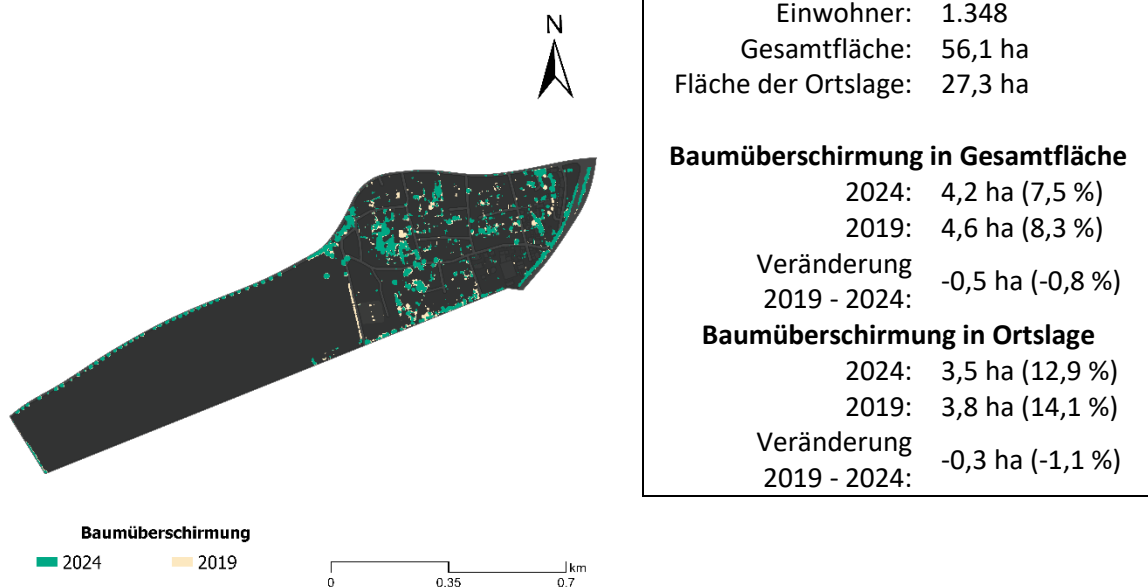 N
Einwohner: 1.348
Gesamtfläche: 56,1 ha
Fläche der Ortslage: 27,3 ha
Baumüberschirmung in Gesamtfläche
2024: 4,2 ha (7,5 %)
2019: 4,6 ha (8,3 %)
Veränderung
2019 - 2024: -0,5 ha (-0,8 %)
Baumüberschirmung in Ortslage
2024: 3,5 ha (12,9 %)
2019: 3,8 ha (14,1 %)
Veränderung
2019 - 2024: -0,3 ha (-1,1 %)
Baumüberschirmung
2024 2019
km
0 0.35 0.7